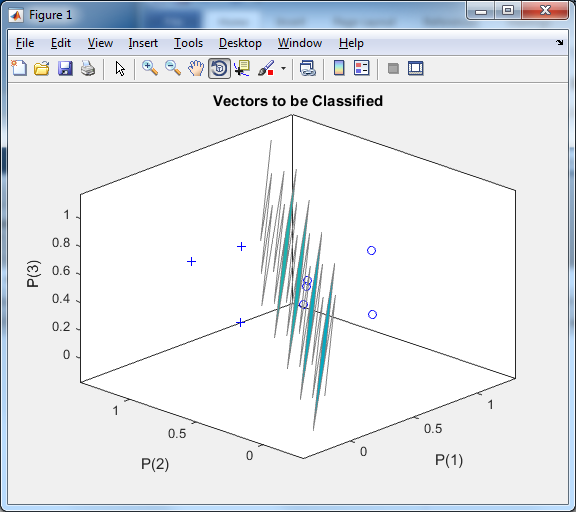 Figure 1
File Edit View Insert Tools Desktop Window Help
Vectors to be Classified
P(3)
1
0.8
0.6
0.4
0.2
0
1
0.5
0
P(2)
0
0.5
1
P(1)